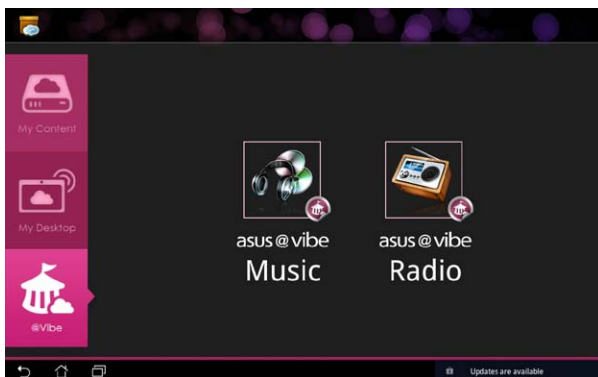 My Content
My Desktop
@Vibe
asus@vibe
Music
asus@vibe
Radio
Updates are available